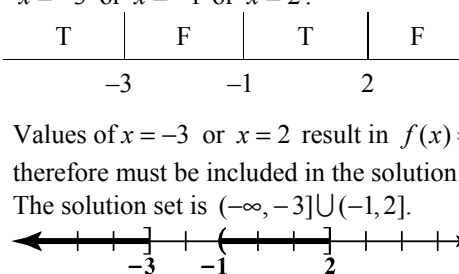 x = −3 or x = −1 or x = 2 .
T F T F
−3 −1 2
Values of x = −3 or x = 2 result in f(x) =
therefore must be included in the solution
The solution set is (−∞, −3]∪(−1, 2].
−3 −1 2